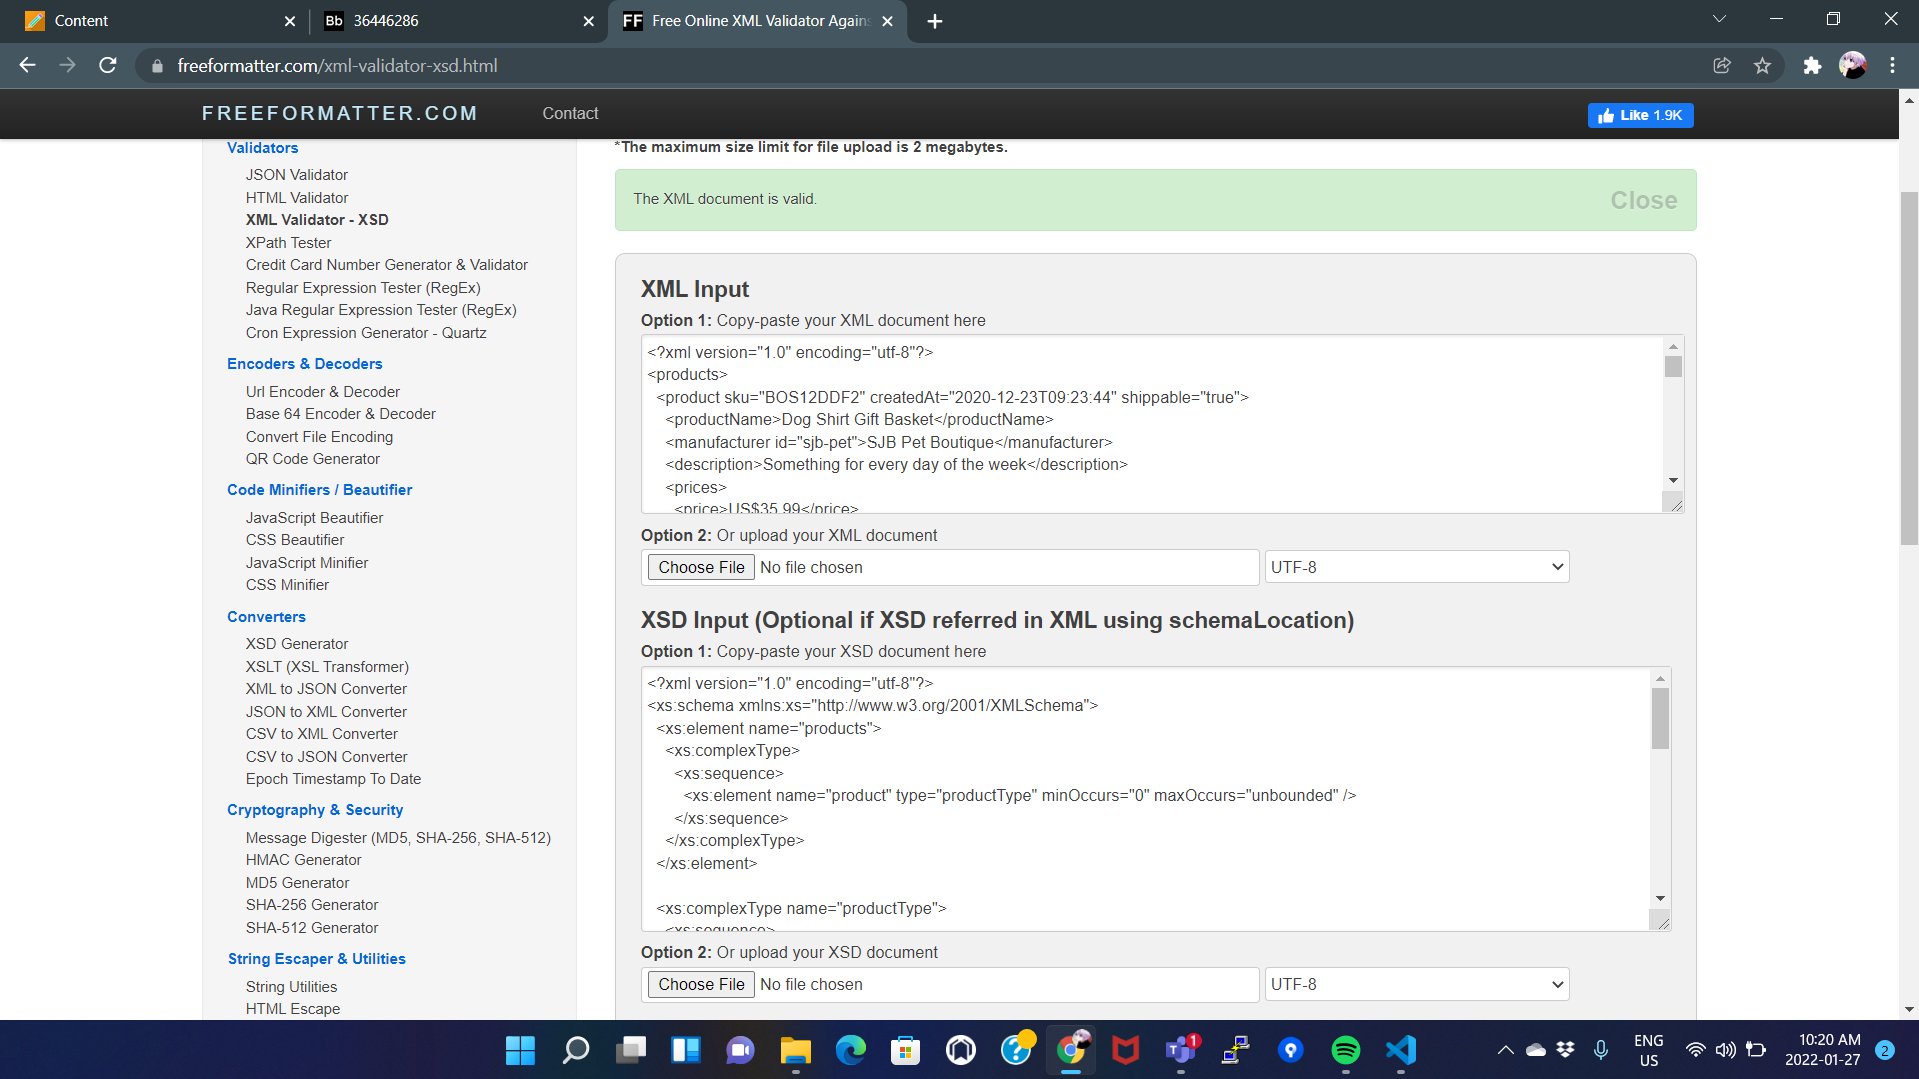 Content
Bb 36446286
FF Free Online XML Validator Agains
freeformatter.com/xml-validator-xsd.html
FREEFORMATTER.COM
Contact
Like 1.9K
Validators
JSON Validator
HTML Validator
XML Validator - XSD
XPath Tester
Credit Card Number Generator & Validator
Regular Expression Tester (RegEx)
Java Regular Expression Tester (RegEx)
Cron Expression Generator - Quartz
Encoders & Decoders
Url Encoder & Decoder
Base 64 Encoder & Decoder
Convert File Encoding
QR Code Generator
Code Minifiers / Beautifier
JavaScript Beautifier
CSS Beautifier
JavaScript Minifier
CSS Minifier
Converters
XSD Generator
XSLT (XSL Transformer)
XML to JSON Converter
JSON to XML Converter
CSV to XML Converter
CSV to JSON Converter
Epoch Timestamp To Date
Cryptography & Security
Message Digester (MD5, SHA-256, SHA-512)
HMAC Generator
MD5 Generator
SHA-256 Generator
SHA-512 Generator
String Escaper & Utilities
String Utilities
HTML Escape
*The maximum size limit for file upload is 2 megabytes.
The XML document is valid.
Close
XML Input
Option 1: Copy-paste your XML document here
<?xml version="1.0" encoding="utf-8"?>
<products>
<product sku="BOS12DDF2" createdAt="2020-12-23T09:23:44" shippable="true">
<productName>Dog Shirt Gift Basket</productName>
<manufacturer id="sjb-pet">SJB Pet Boutique</manufacturer>
<description>Something for every day of the week</description>
<prices>
<price>US$35.99</price>
Option 2: Or upload your XML document
Choose File No file chosen
UTF-8
XSD Input (Optional if XSD referred in XML using schemaLocation)
Option 1: Copy-paste your XSD document here
<?xml version="1.0" encoding="utf-8"?>
<xs:schema xmlns:xs="http://www.w3.org/2001/XMLSchema">
<xs:element name="products">
<xs:complexType>
<xs:sequence>
<xs:element name="product" type="productType" minOccurs="0" maxOccurs="unbounded" />
</xs:sequence>
</xs:complexType>
</xs:element>
<xs:complexType name="productType">
<xs:sequence>
Option 2: Or upload your XSD document
Choose File No file chosen
UTF-8
1
ENG
US
10:20 AM
2022-01-27
2